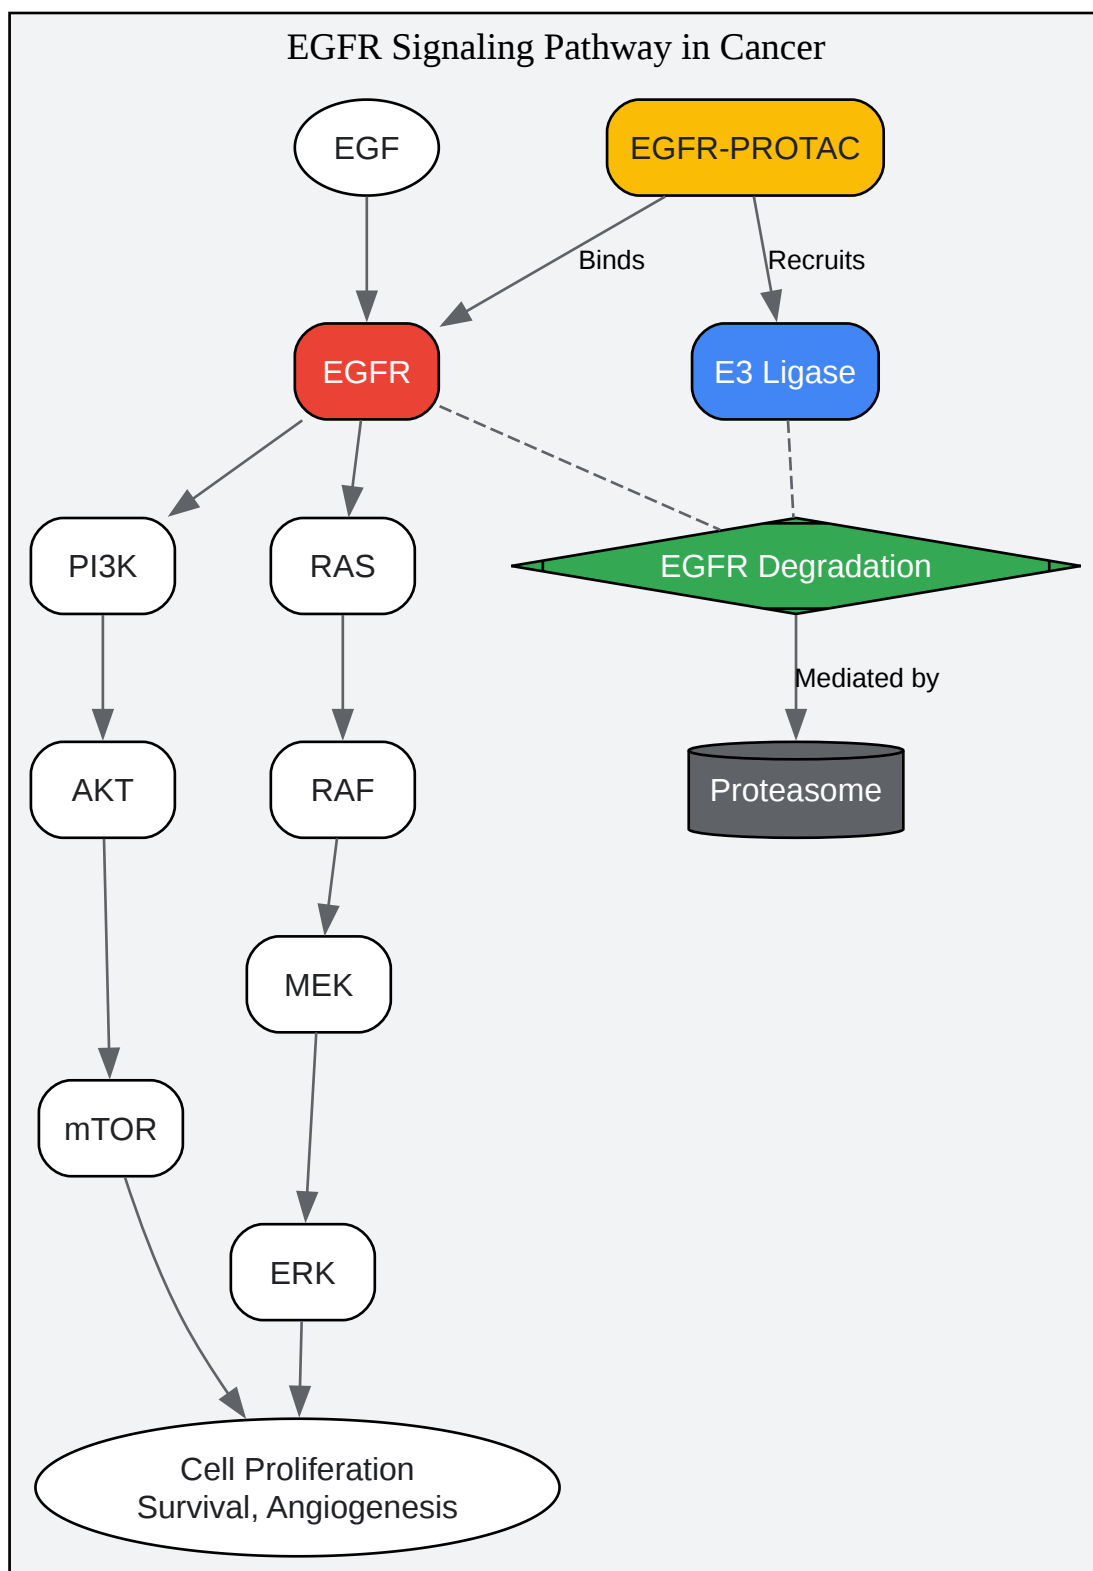 EGFR Signaling Pathway in Cancer
EGF
EGFR-PROTAC
Binds
Recruits
EGFR
E3 Ligase
PI3K
RAS
EGFR Degradation
Mediated by
AKT
RAF
Proteasome
MEK
mTOR
ERK
Cell Proliferation
Survival, Angiogenesis